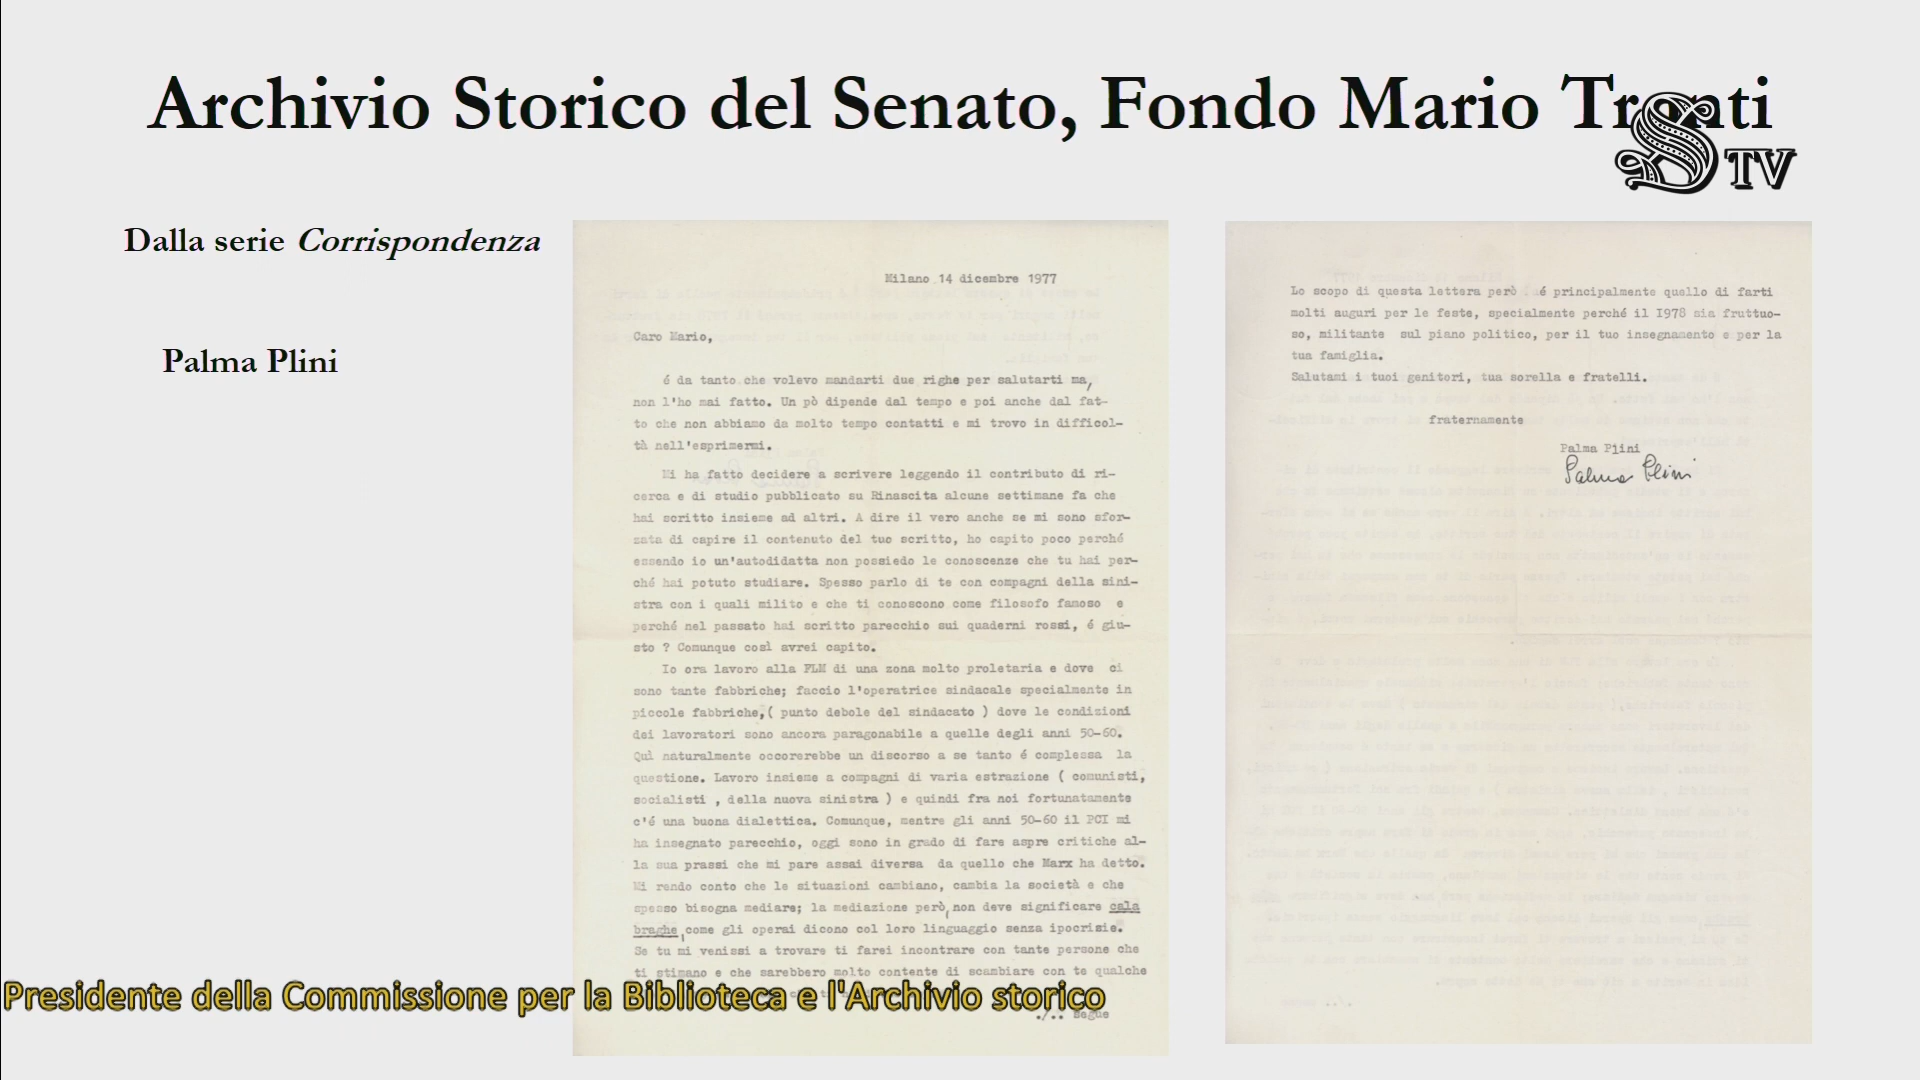 Archivio Storico del Senato, Fondo Mario Tronti
S TV
Dalla serie Corrispondenza
Palma Plini
Milano 14 dicembre 1977
Caro Mario,
é da tanto che volevo mandarti due righe per salutarti ma,
non l'ho mai fatto. Un pò dipende dal tempo e poi anche dal fat-
to che non abbiamo da molto tempo contatti e mi trovo in difficol-
tà nell'esprimermi.
Mi ha fatto decidere a scrivere leggendo il contributo di ri-
cerca e di studio pubblicato su Rinascita alcune settimane fa che
hai scritto insieme ad altri. A dire il vero anche se mi sono sfor-
zata di capire il contenuto del tuo scritto, ho capito poco perché
essendo io un'autodidatta non possiedo le conoscenze che tu hai per-
ché hai potuto studiare. Spesso parlo di te con compagni della sini-
stra con i quali milito e che ti conoscono come filosofo famoso e
perché nel passato hai scritto parecchio sui quaderni rossi, é giu-
sto ? Comunque così avrei capito.
Io ora lavoro alla FLM di una zona molto proletaria e dove ci
sono tante fabbriche; faccio l'operatrice sindacale specialmente in
piccole fabbriche,( punto debole del sindacato ) dove le condizioni
dei lavoratori sono ancora paragonabile a quelle degli anni 50-60.
Quì naturalmente occorerebbe un discorso a se tanto é complessa la
questione. Lavoro insieme a compagni di varia estrazione ( comunisti,
socialisti , della nuova sinistra ) e quindi fra noi fortunatamente
c'é una buona dialettica. Comunque, mentre gli anni 50-60 il PCI mi
ha insegnato parecchio, oggi sono in grado di fare aspre critiche al-
la sua prassi che mi pare assai diversa da quello che Marx ha detto.
Mi rendo conto che le situazioni cambiano, cambia la società e che
spesso bisogna mediare; la mediazione però, non deve significare cala
braghe, come gli operai dicono col loro linguaggio senza ipocrisie.
Se tu mi venissi a trovare ti farei incontrare con tante persone che
ti stimano e che sarebbero molto contente di scambiare con te qualche
./.. segue
Lo scopo di questa lettera però é principalmente quello di farti
molti auguri per le feste, specialmente perché il I978 sia fruttuo-
so, militante sul piano politico, per il tuo insegnamento e per la
tua famiglia.
Salutami i tuoi genitori, tua sorella e fratelli.
fraternamente
Palma Plini
Palma Plini
Presidente della Commissione per la Biblioteca e l'Archivio storico